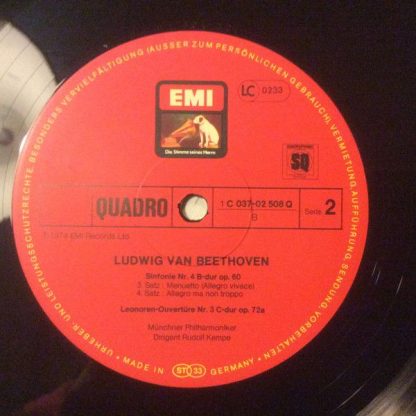 URHEBER- UND LEISTUNGSSCHUTZRECHTE, BESONDERS VERVIELFÄLTIGUNG (AUSSER ZUM PERSÖNLICHEN GEBRAUCH), VERMIETUNG, AUFFÜHRUNG, SENDUNG, VORBEHALTEN
EMI
LC 0233
Die Stimme seines Herrn
SQ
QUADRO
1 C 037-02 508 Q
B
Seite 2
1974 EMI Records Ltd.
LUDWIG VAN BEETHOVEN
Sinfonie Nr. 4 B-dur op. 60
3. Satz : Menuetto (Allegro vivace)
4. Satz : Allegro ma non troppo
Leonoren-Ouvertüre Nr. 3 C-dur op. 72a
Münchner Philharmoniker
Dirigent Rudolf Kempe
MADE IN ST 33 GERMANY